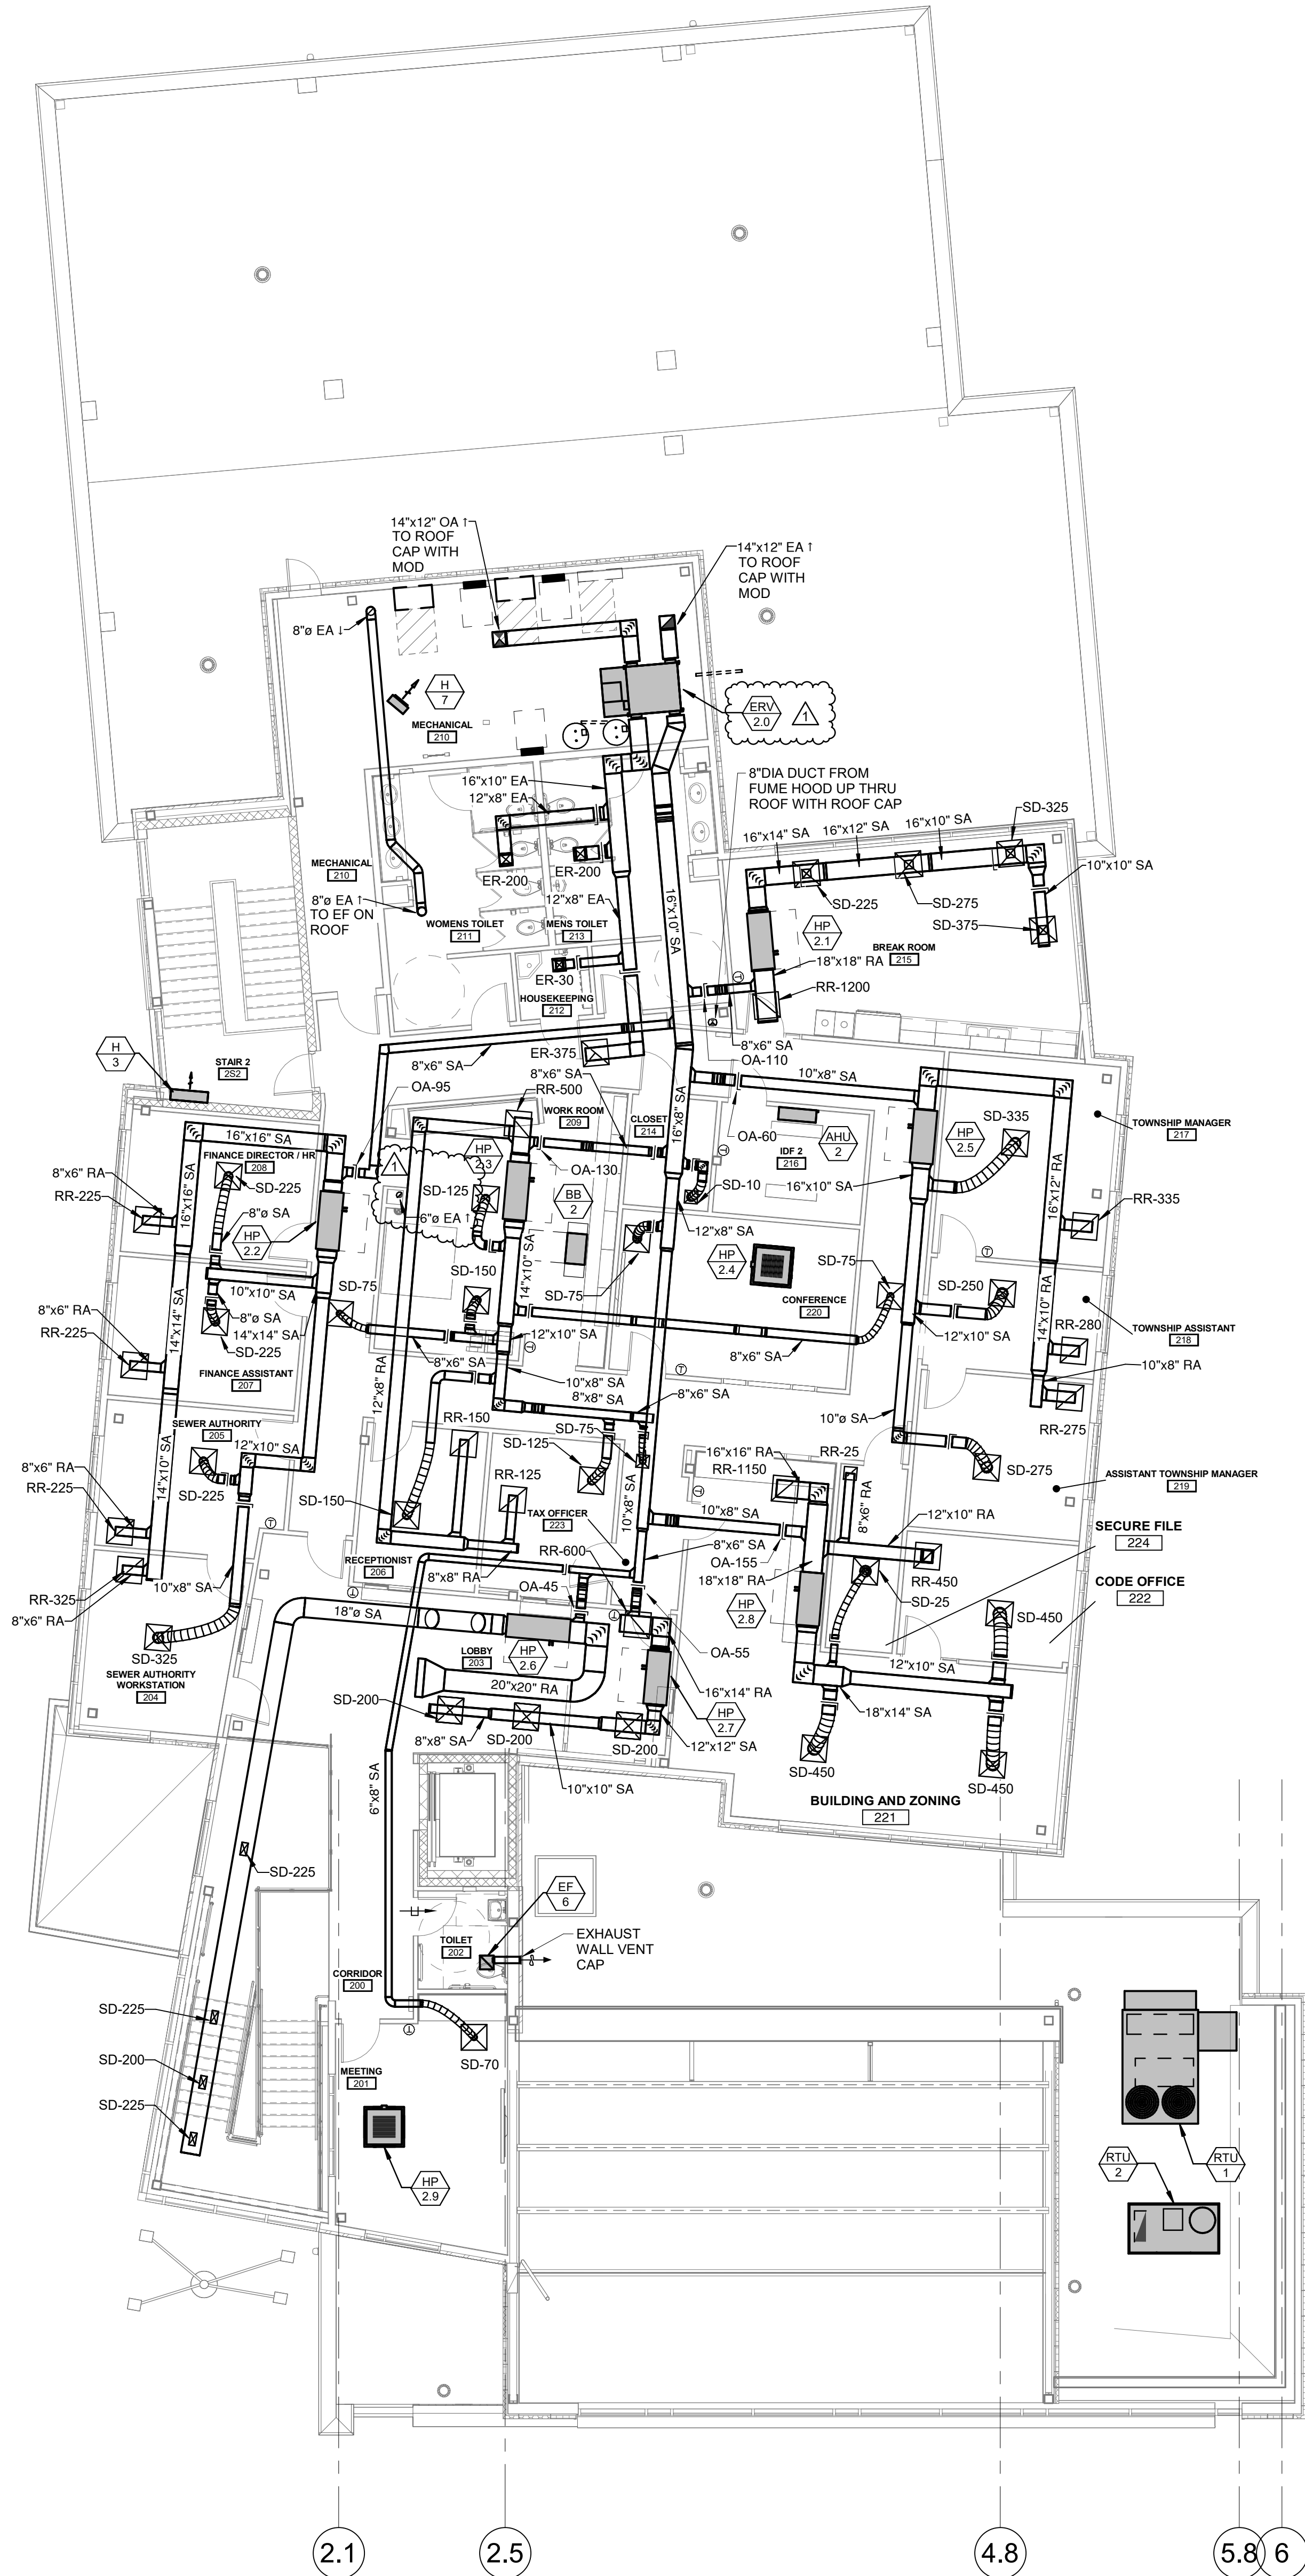 14"x12" OA ↑
TO ROOF
CAP WITH
MOD
14"x12" EA ↑
TO ROOF
CAP WITH
MOD
8"ø EA ↓
H
7
MECHANICAL
210
ERV
2.0
1
16"x10" EA
12"x8" EA
8"DIA DUCT FROM
FUME HOOD UP THRU
ROOF WITH ROOF CAP
SD-325
16"x14" SA
16"x12" SA
16"x10" SA
10"x10" SA
MECHANICAL
210
ER-200
ER-200
SD-225
SD-275
SD-375
8"ø EA ↑
TO EF ON
ROOF
12"x8" EA
16"x10" SA
WOMENS TOILET
211
MENS TOILET
213
HP
2.1
BREAK ROOM
215
18"x18" RA
RR-1200
ER-30
HOUSEKEEPING
212
H
3
STAIR 2
2S2
8"x6" SA
ER-375
8"x6" SA
OA-110
OA-95
8"x6" SA
RR-500
10"x8" SA
16"x16" SA
WORK ROOM
209
CLOSET
214
16"x8" SA
OA-60
AHU
2
HP
2.5
SD-335
TOWNSHIP MANAGER
217
FINANCE DIRECTOR / HR
208
1
HP
2.3
OA-130
IDF 2
216
8"x6" RA
RR-225
16"x16" SA
SD-225
SD-125
BB
2
SD-10
16"x10" SA
16"x12" RA
RR-335
8"ø SA
6"ø EA ↑
12"x8" SA
HP
2.2
HP
2.4
SD-75
SD-75
SD-150
14"x10" SA
SD-75
SD-250
10"x10" SA
CONFERENCE
220
8"x6" RA
8"ø SA
14"x14" SA
12"x10" SA
12"x10" SA
TOWNSHIP ASSISTANT
218
RR-225
14"x14" SA
SD-225
8"x6" SA
8"x6" SA
14"x10" RA
RR-280
10"x8" RA
FINANCE ASSISTANT
207
12"x8" RA
10"x8" SA
8"x8" SA
8"x6" SA
10"ø SA
SEWER AUTHORITY
205
RR-150
SD-75
RR-275
12"x10" SA
SD-125
16"x16" RA
RR-25
8"x6" RA
14"x10" SA
RR-125
RR-1150
SD-275
ASSISTANT TOWNSHIP MANAGER
219
RR-225
SD-225
SD-150
10"x8" SA
10"x8" SA
8"x6" RA
TAX OFFICER
223
12"x10" RA
SECURE FILE
224
10"x8" SA
RECEPTIONIST
206
RR-600
8"x6" SA
OA-155
RR-325
8"x8" RA
18"x18" RA
RR-450
CODE OFFICE
222
8"x6" RA
OA-45
HP
2.8
SD-25
SD-450
18"ø SA
SD-325
SEWER AUTHORITY
WORKSTATION
204
LOBBY
203
HP
2.6
OA-55
12"x10" SA
20"x20" RA
16"x14" RA
18"x14" SA
SD-200
HP
2.7
8"x8" SA
SD-200
SD-200
12"x12" SA
SD-450
SD-450
10"x10" SA
6"x8" SA
BUILDING AND ZONING
221
SD-225
EF
6
TOILET
202
EXHAUST
WALL VENT
CAP
CORRIDOR
200
SD-225
SD-200
SD-225
SD-70
MEETING
201
HP
2.9
RTU
2
RTU
1
2.1
2.5
4.8
5.8
6